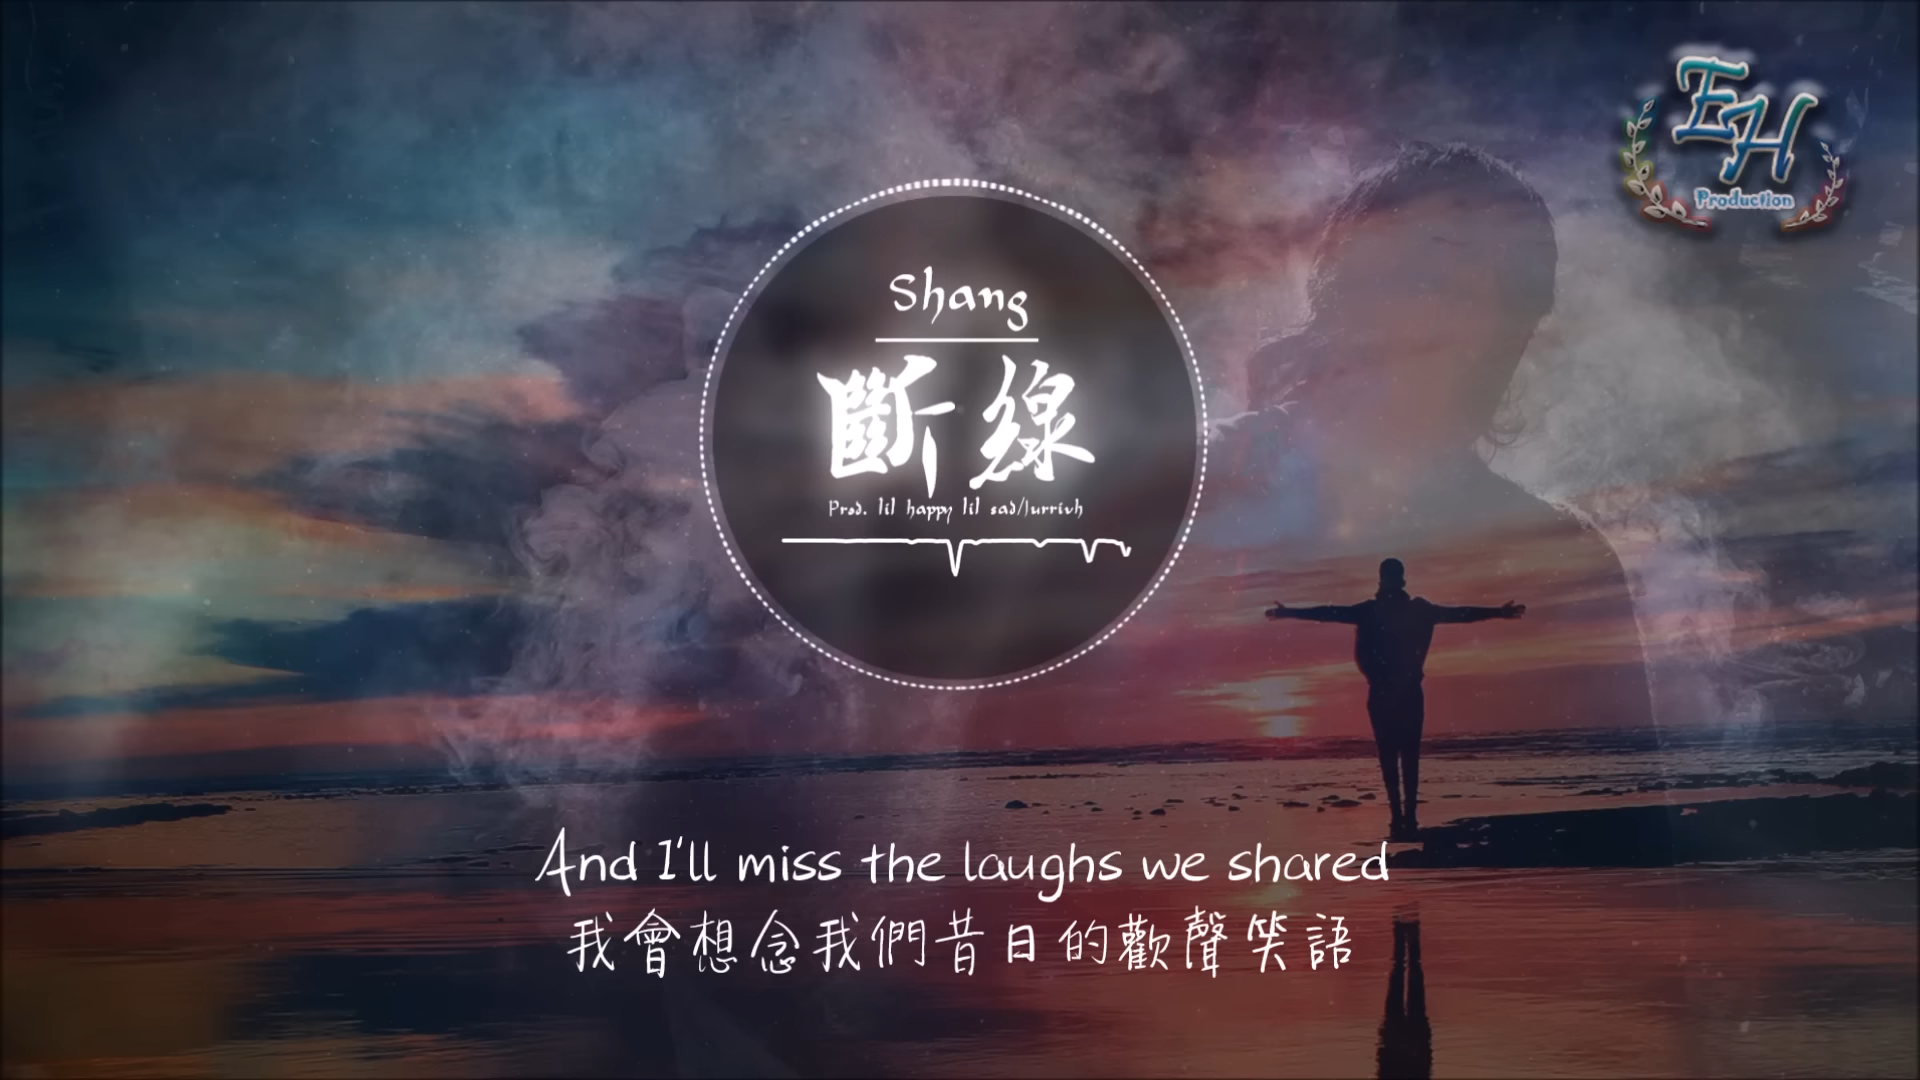 EH
Production
Shang
斷線
Prod. lil happy lil sad/Jurrivh
And I'll miss the laughs we shared
我會想念我們昔日的歡聲笑語